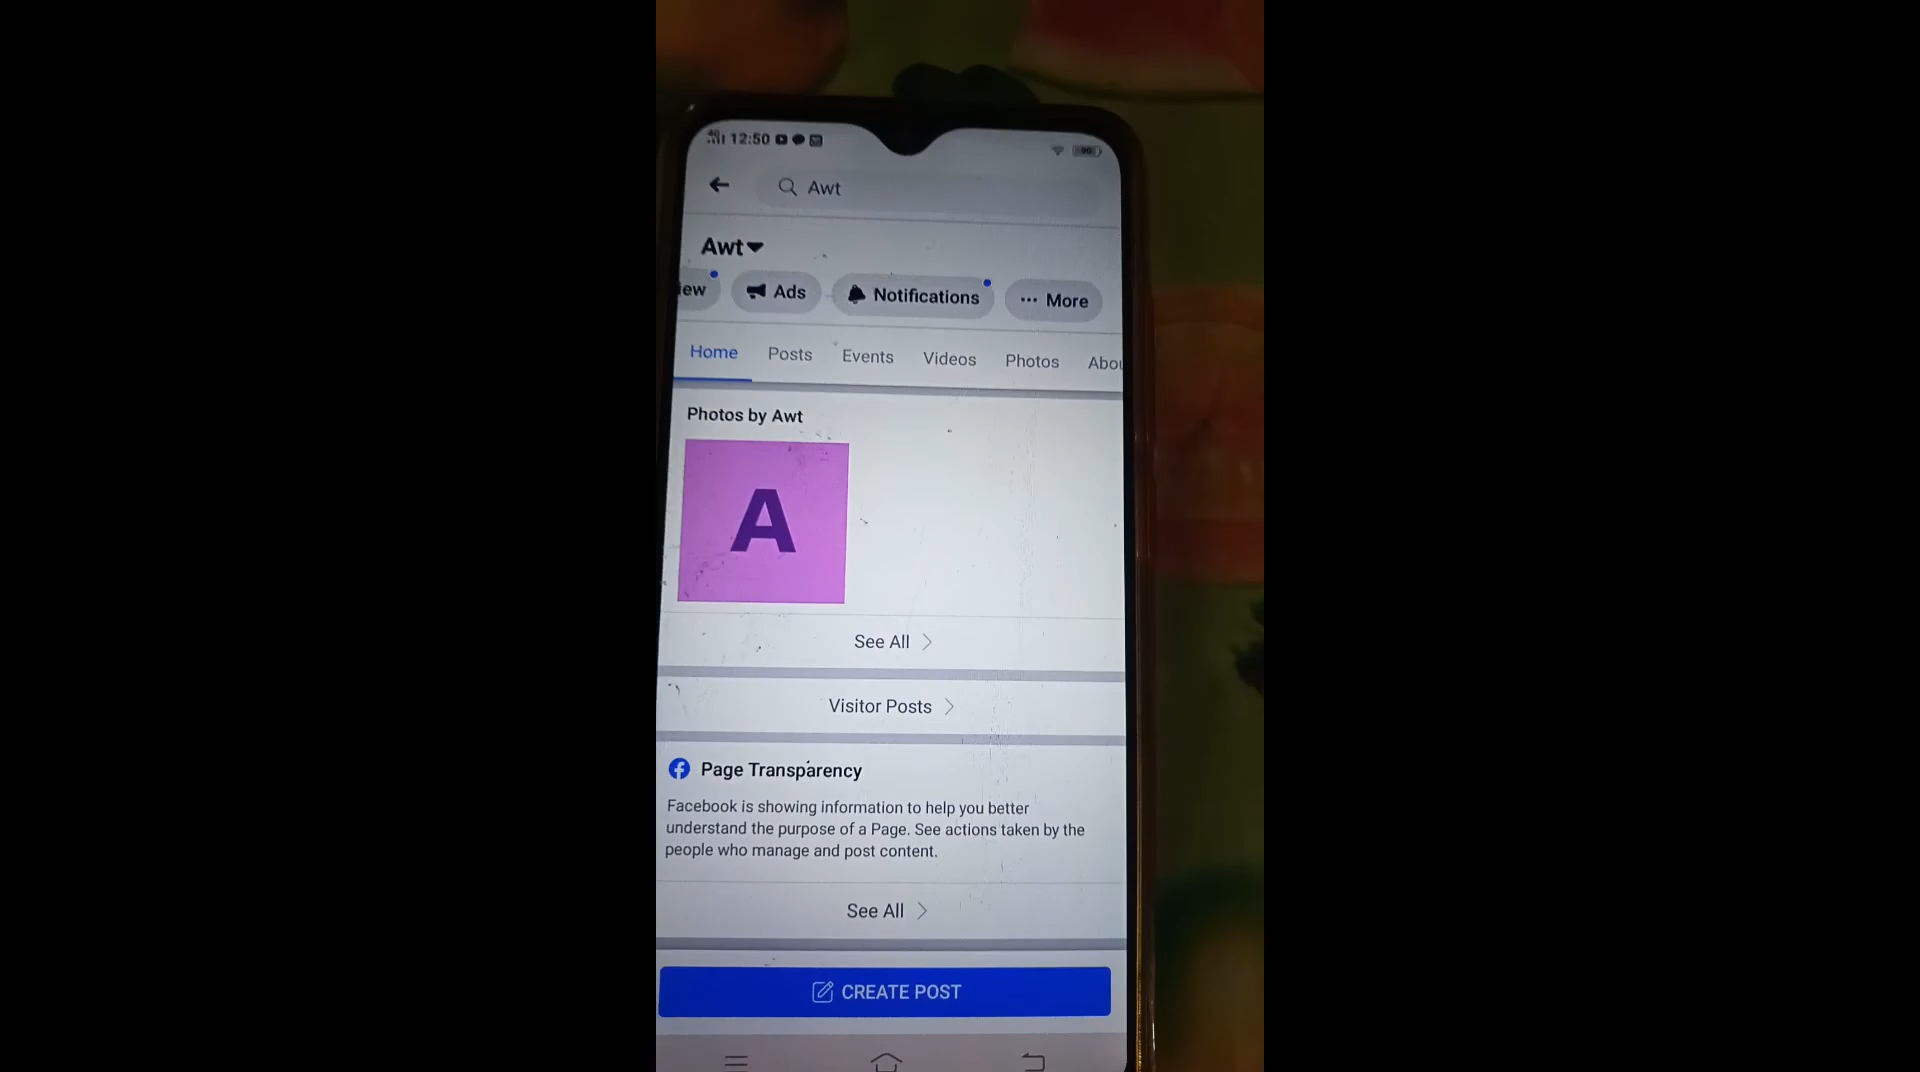 12:50
90
Awt
Awt
iew Ads Notifications ... More
Home Posts Events Videos Photos Abou
Photos by Awt
A
See All
Visitor Posts
Page Transparency
Facebook is showing information to help you better
understand the purpose of a Page. See actions taken by the
people who manage and post content.
See All
CREATE POST